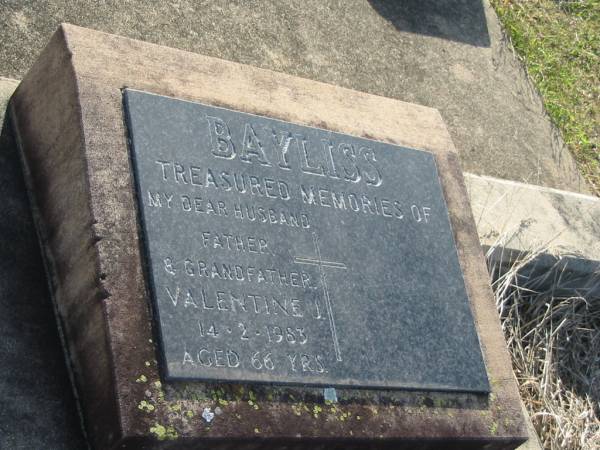 BAYLISS
TREASURED MEMORIES OF
MY DEAR HUSBAND
FATHER
& GRANDFATHER
VALENTINE J.
14-2-1983
AGED 66 YRS.